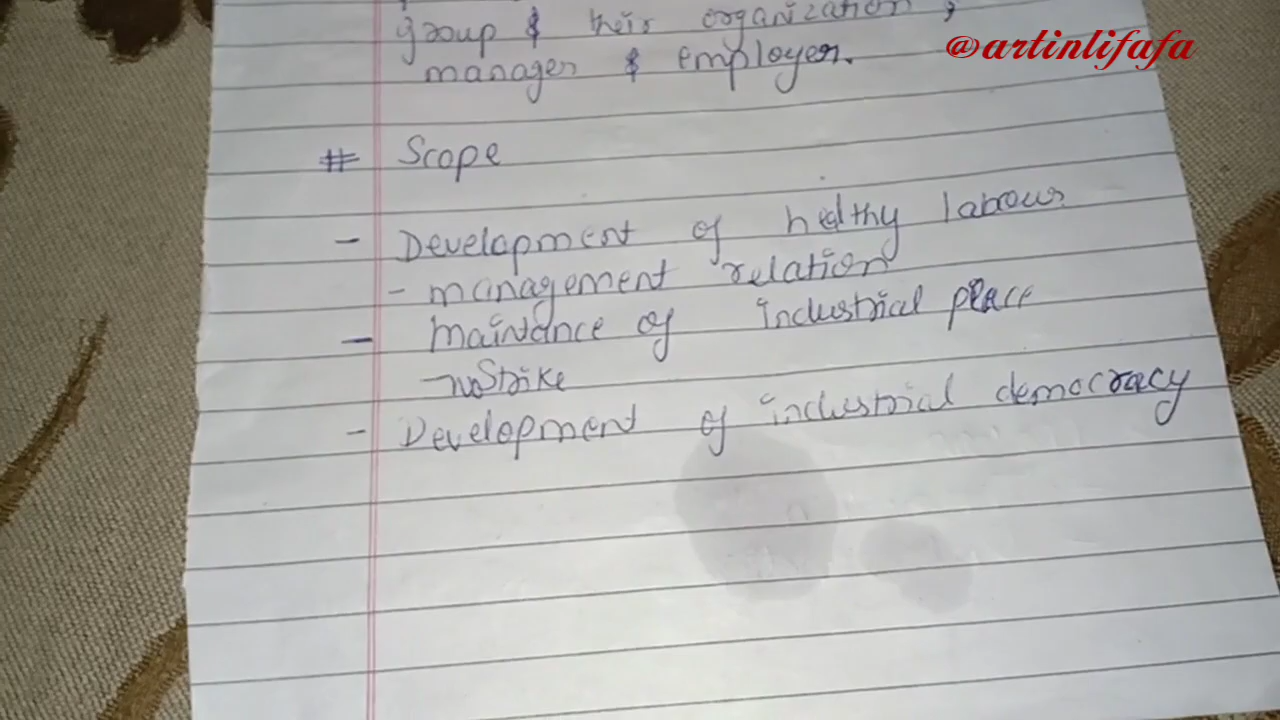 group & their organization,
@artinlifafa
manager & employer.
# Scope
- Development of healthy labour
- management relation
- Maintance of industrial peace
→ no Strike
- Development of industrial democracy